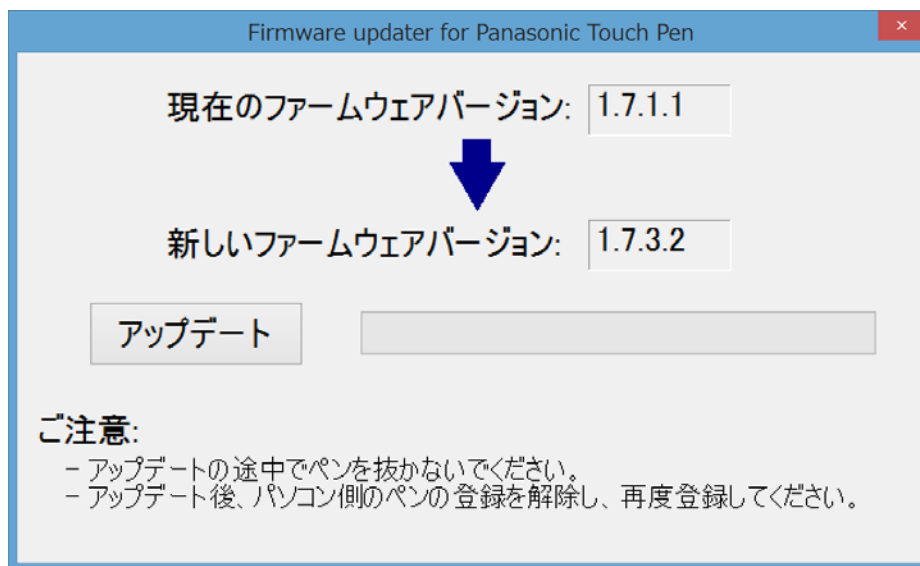 Firmware updater for Panasonic Touch Pen
現在のファームウェアバージョン: 1.7.1.1
新しいファームウェアバージョン: 1.7.3.2
アップデート
ご注意:
- アップデートの途中でペンを抜かないでください。
- アップデート後、パソコン側のペンの登録を解除し、再度登録してください。